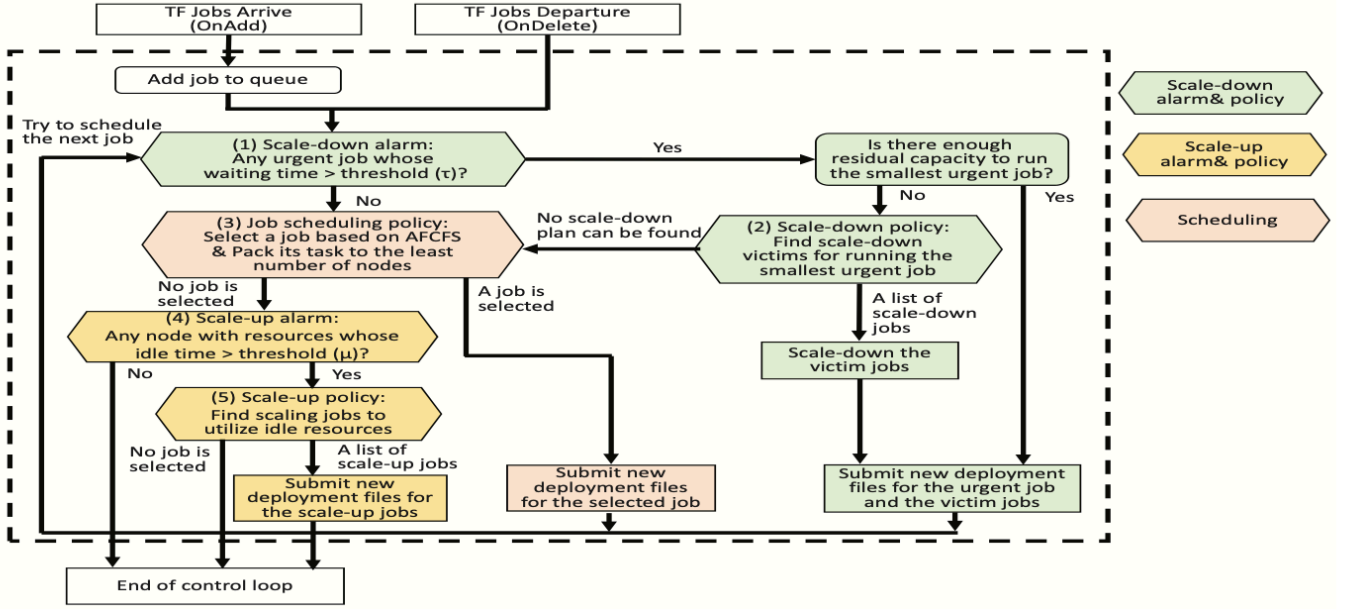 TF Jobs Arrive
(OnAdd)
TF Jobs Departure
(OnDelete)
Add job to queue
Try to schedule
the next job
(1) Scale-down alarm:
Any urgent job whose
waiting time > threshold (τ)?
Yes
Is there enough
residual capacity to run
the smallest urgent job?
No
No
Yes
(3) Job scheduling policy:
Select a job based on AFCFS
& Pack its task to the least
number of nodes
No scale-down
plan can be found
(2) Scale-down policy:
Find scale-down
victims for running the
smallest urgent job
No job is
selected
A job is
selected
A list of
scale-down
jobs
(4) Scale-up alarm:
Any node with resources whose
idle time > threshold (μ)?
Scale-down the
victim jobs
No
Yes
(5) Scale-up policy:
Find scaling jobs to
utilize idle resources
No job is
selected
A list of
scale-up jobs
Submit new
deployment files for
the scale-up jobs
Submit new
deployment files
for the selected job
Submit new deployment
files for the urgent job
and the victim jobs
End of control loop
Scale-down
alarm& policy
Scale-up
alarm& policy
Scheduling